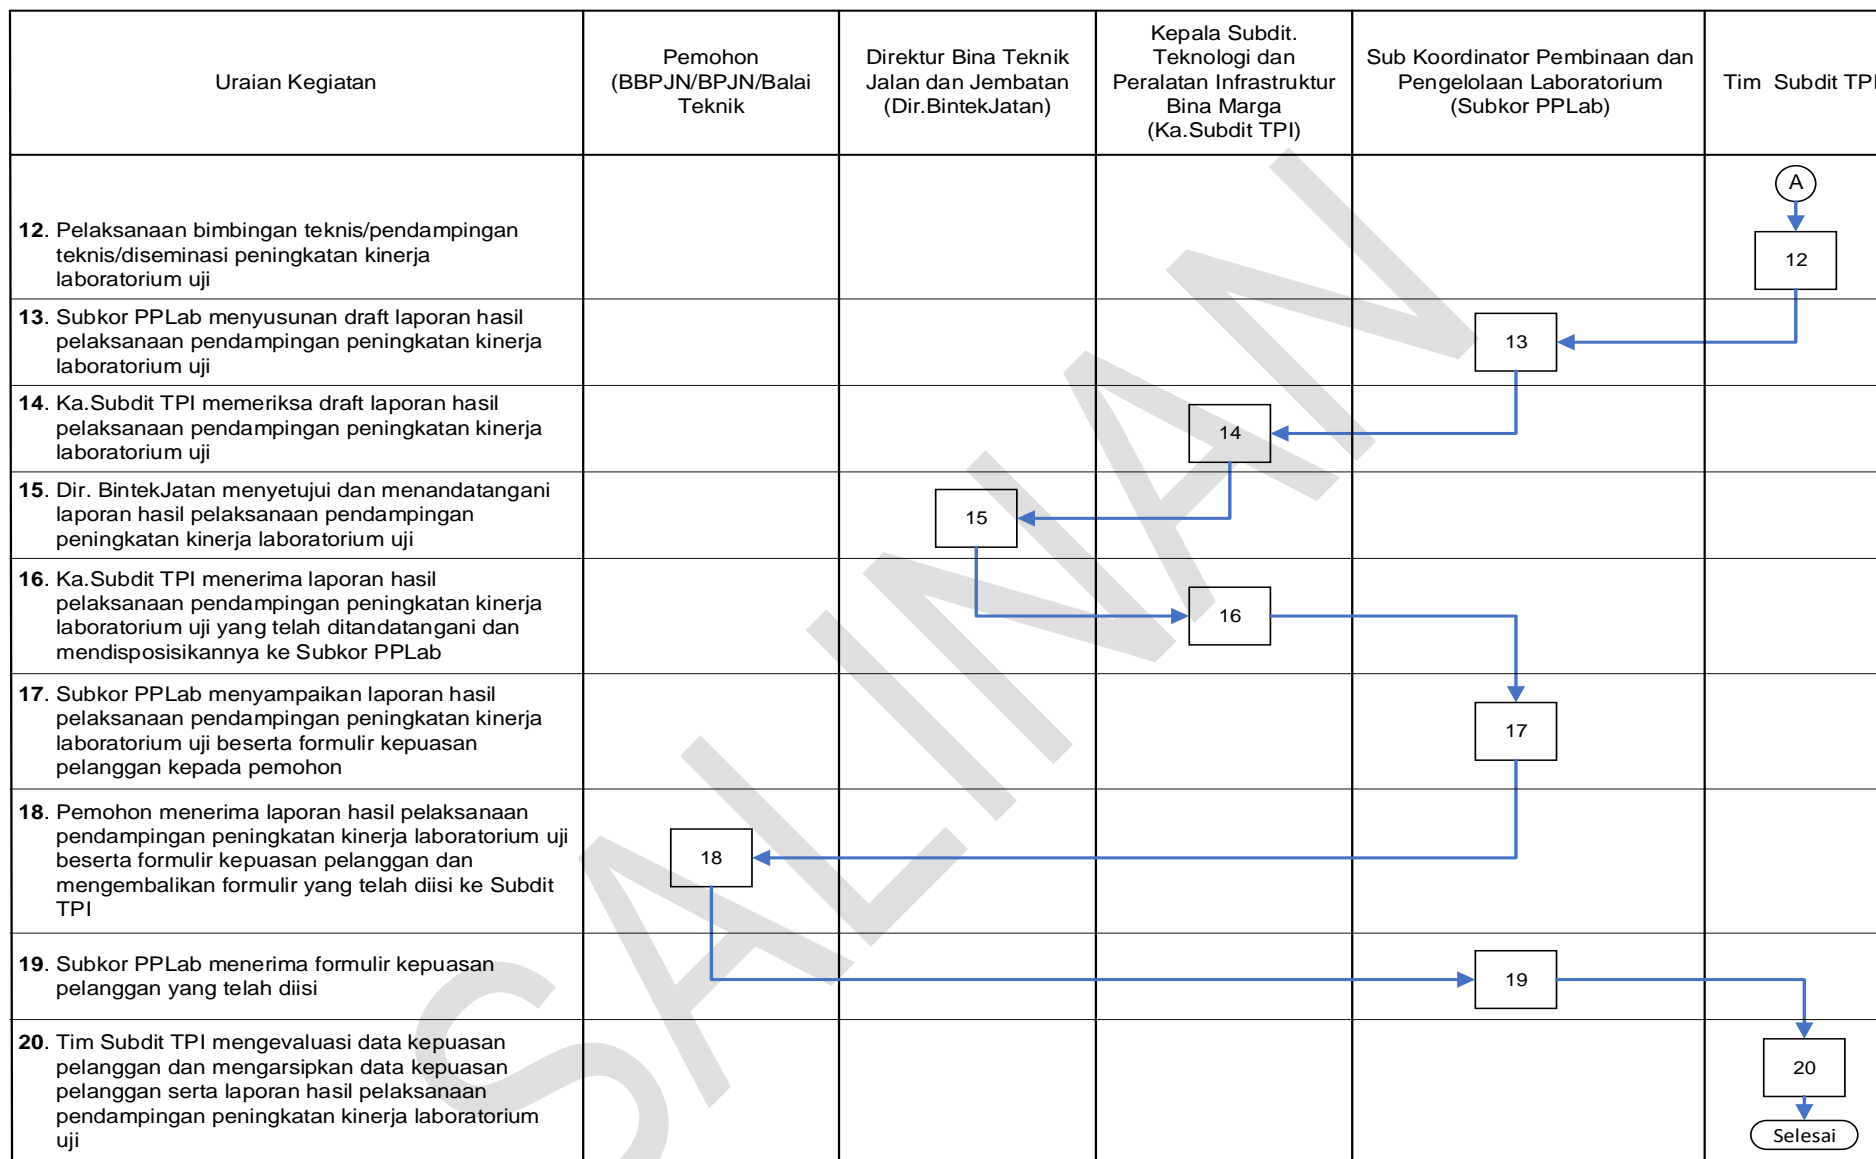 Uraian Kegiatan
Pemohon
(BBPJN/BPJN/Balai
Teknik
Direktur Bina Teknik
Jalan dan Jembatan
(Dir.BintekJatan)
Kepala Subdit.
Teknologi dan
Peralatan Infrastruktur
Bina Marga
(Ka.Subdit TPI)
Sub Koordinator Pembinaan dan
Pengelolaan Laboratorium
(Subkor PPLab)
Tim Subdit TPI
A
12. Pelaksanaan bimbingan teknis/pendampingan
teknis/diseminasi peningkatan kinerja
laboratorium uji
12
13. Subkor PPLab menyusunan draft laporan hasil
pelaksanaan pendampingan peningkatan kinerja
laboratorium uji
13
14. Ka.Subdit TPI memeriksa draft laporan hasil
pelaksanaan pendampingan peningkatan kinerja
laboratorium uji
14
15. Dir. BintekJatan menyetujui dan menandatangani
laporan hasil pelaksanaan pendampingan
peningkatan kinerja laboratorium uji
15
16. Ka.Subdit TPI menerima laporan hasil
pelaksanaan pendampingan peningkatan kinerja
laboratorium uji yang telah ditandatangani dan
mendisposisikannya ke Subkor PPLab
16
17. Subkor PPLab menyampaikan laporan hasil
pelaksanaan pendampingan peningkatan kinerja
laboratorium uji beserta formulir kepuasan
pelanggan kepada pemohon
17
18. Pemohon menerima laporan hasil pelaksanaan
pendampingan peningkatan kinerja laboratorium uji
beserta formulir kepuasan pelanggan dan
mengembalikan formulir yang telah diisi ke Subdit
TPI
18
19. Subkor PPLab menerima formulir kepuasan
pelanggan yang telah diisi
19
20. Tim Subdit TPI mengevaluasi data kepuasan
pelanggan dan mengarsipkan data kepuasan
pelanggan serta laporan hasil pelaksanaan
pendampingan peningkatan kinerja laboratorium
uji
20
Selesai
SALINAN